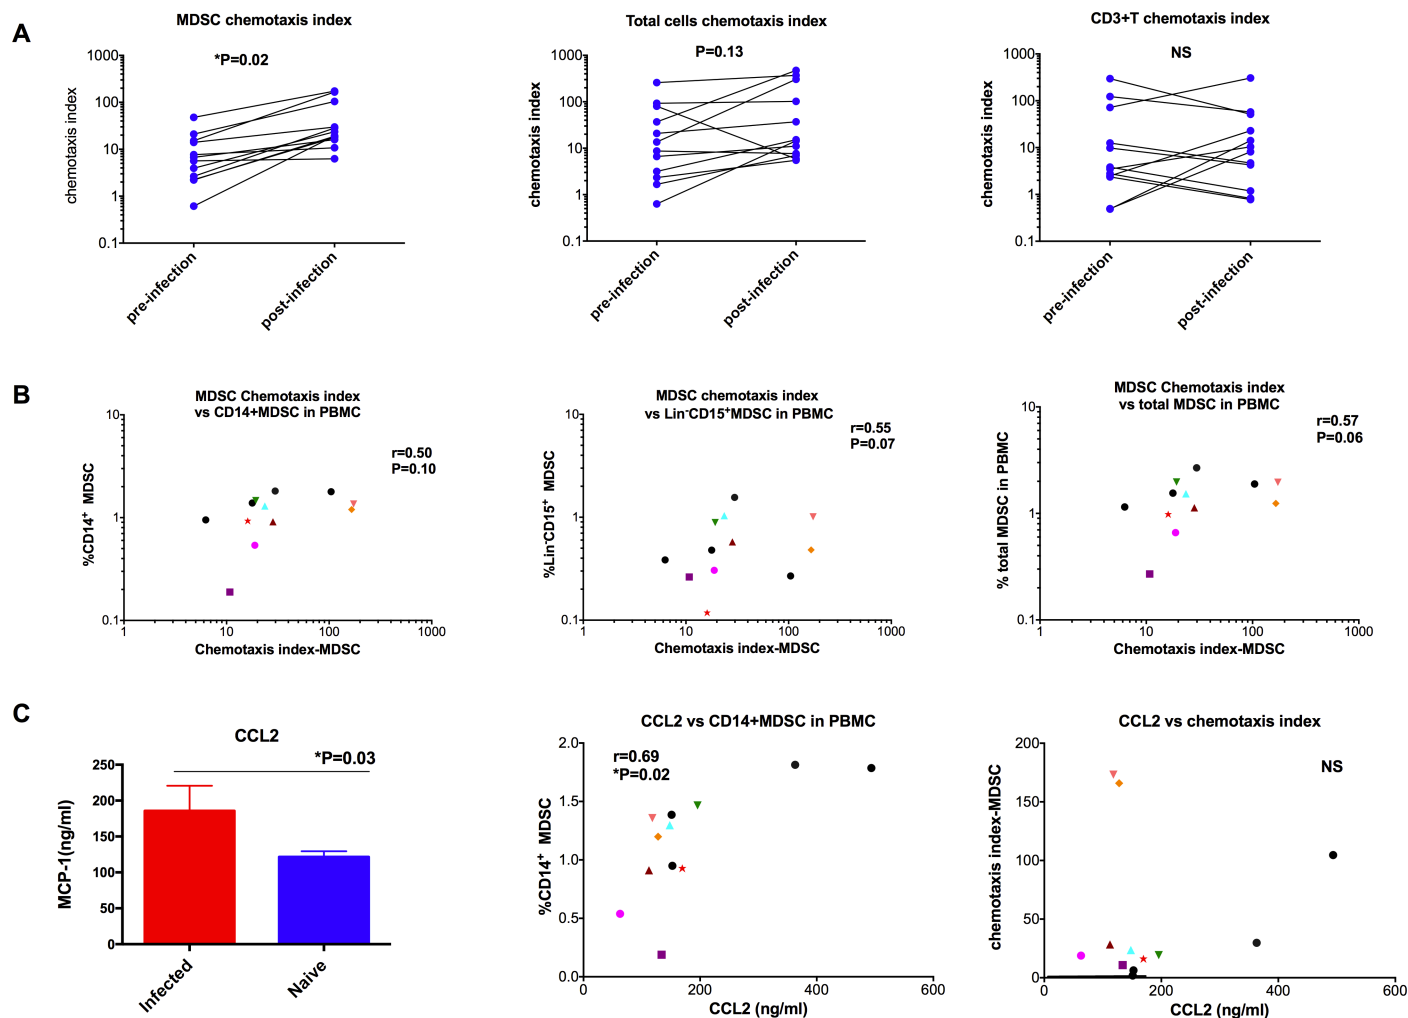 A
MDSC chemotaxis index
*P=0.02
chemotaxis index
1000
100
10
1
0.1
pre-infection
post-infection
Total cells chemotaxis index
P=0.13
chemotaxis index
1000
100
10
1
0.1
pre-infection
post-infection
CD3+T chemotaxis index
NS
chemotaxis index
1000
100
10
1
0.1
pre-infection
post-infection
B
MDSC Chemotaxis index
vs CD14+MDSC in PBMC
r=0.50
P=0.10
%CD14⁺ MDSC
10
1
0.1
1
10
100
1000
Chemotaxis index-MDSC
MDSC chemotaxis index
vs Lin⁻CD15⁺MDSC in PBMC
r=0.55
P=0.07
%Lin⁻CD15⁺ MDSC
10
1
0.1
1
10
100
1000
Chemotaxis index-MDSC
MDSC Chemotaxis index
vs total MDSC in PBMC
r=0.57
P=0.06
% total MDSC in PBMC
10
1
0.1
1
10
100
1000
Chemotaxis index-MDSC
C
CCL2
*P=0.03
MCP-1(ng/ml)
250
200
150
100
50
0
Infected
Naive
CCL2 vs CD14+MDSC in PBMC
r=0.69
*P=0.02
%CD14⁺ MDSC
2.0
1.5
1.0
0.5
0.0
0
200
400
600
CCL2 (ng/ml)
CCL2 vs chemotaxis index
NS
chemotaxis index-MDSC
200
150
100
50
0
0
200
400
600
CCL2 (ng/ml)